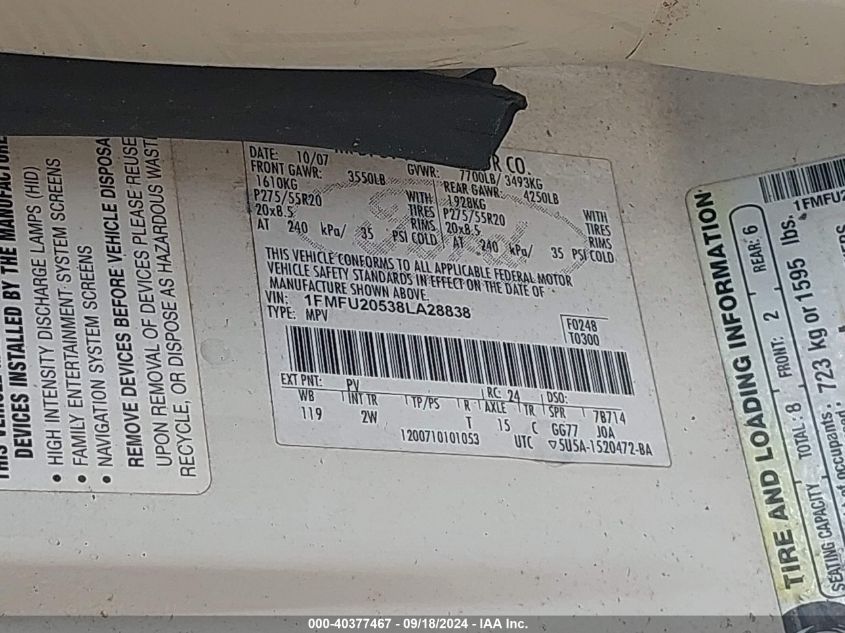 THE MANUFACTURE
DEVICES INSTALLED BY
• HIGH INTENSITY DISCHARGE LAMPS (HID)
• FAMILY ENTERTAINMENT SYSTEM SCREENS
• NAVIGATION SYSTEM SCREENS
REMOVE DEVICES BEFORE VEHICLE DISPOSA
UPON REMOVAL OF DEVICES PLEASE REUSE
RECYCLE, OR DISPOSE AS HAZARDOUS WAST
R CO.
DATE: 10/07 GVWR: 7700LB/ 3493KG
FRONT GAWR: 3550LB REAR GAWR: 4250LB
1610KG WITH 1928KG WITH
P275/55R20 TIRES P275/55R20 TIRES
20x8.5 RIMS 20x8.5 RIMS
AT 240 kPa/ 35 PSI COLD AT 240 kPa/ 35 PSI COLD
THIS VEHICLE CONFORMS TO ALL APPLICABLE FEDERAL MOTOR
VEHICLE SAFETY STANDARDS IN EFFECT ON THE DATE OF
MANUFACTURE SHOWN ABOVE.
VIN: 1FMFU20538LA28838
TYPE: MPV
F0248
T0300
EXT PNT: PV RC: 24 DSO:
WB INT TR TP/PS R AXLE TR SPR 7B714
119 2W T 15 C GG77 J0A
1200710101053 UTC ▽5U5A-1520472-BA
1FMFU2
TIRE AND LOADING INFORMATION
SEATING CAPACITY TOTAL: 8 FRONT: 2 REAR: 6
of occupants: 723 kg or 1595 lbs.
000-40377467 - 09/18/2024 - IAA Inc.